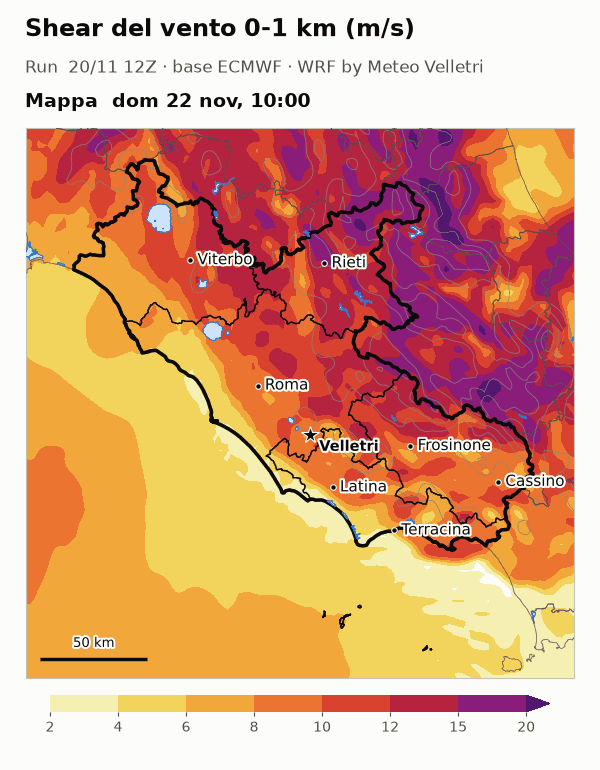 Shear del vento 0-1 km (m/s)
Run  20/11 12Z · base ECMWF · WRF by Meteo Velletri
Mappa  dom 22 nov, 10:00
Viterbo
Rieti
Roma
Velletri
Frosinone
Latina
Cassino
Terracina
50 km
2 4 6 8 10 12 15 20